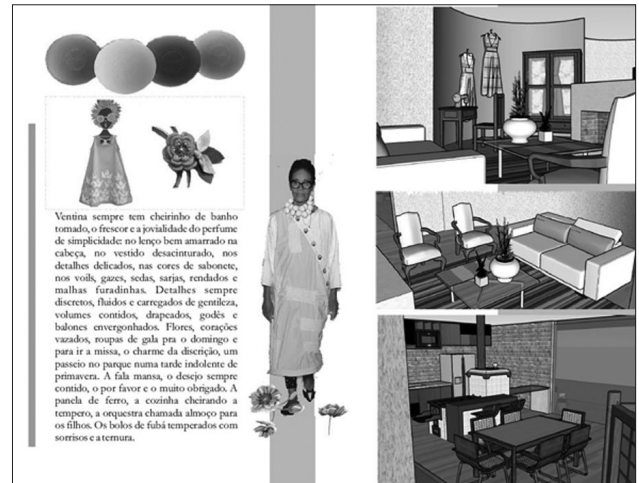 Ventina sempre tem cheirinho de banho
tomado, o frescor e a jovialidade do perfume
de simplicidade: no lenço bem amarrado na
cabeça, no vestido desacinturado, nos
detalhes delicados, nas cores de sabonete,
nos voils, gazes, sedas, sarjas, rendados e
malhas furadinhas. Detalhes sempre
discretos, fluidos e carregados de gentileza,
volumes contidos, drapeados, godês e
balones envergonhados. Flores, corações
vazados, roupas de gala pra o domingo e
para ir a missa, o charme da discrição, um
passeio no parque numa tarde indolente de
primavera. A fala mansa, o desejo sempre
contido, o por favor e o muito obrigado. A
panela de ferro, a cozinha cheirando a
tempero, a orquestra chamada almoço para
os filhos. Os bolos de fubá temperados com
sorrisos e a ternura.